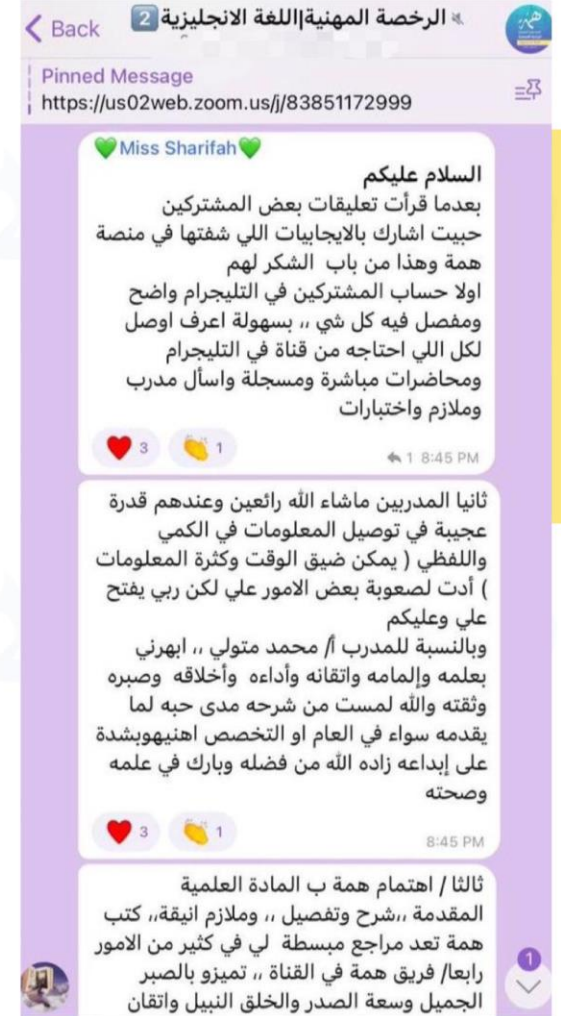 Back
الرخصة المهنية|اللغة الانجليزية 2
Pinned Message
https://us02web.zoom.us/j/83851172999
💚Miss Sharifah💚
السلام عليكم
بعدما قرأت تعليقات بعض المشتركين
حبيت اشارك بالايجابيات اللي شفتها في منصة
همة وهذا من باب الشكر لهم
اولا حساب المشتركين في التليجرام واضح
ومفصل فيه كل شي ،، بسهولة اعرف اوصل
لكل اللي احتاجه من قناة في التليجرام
ومحاضرات مباشرة ومسجلة واسأل مدرب
وملازم واختبارات
❤️ 3 👏 1
1 8:45 PM
ثانيا المدربين ماشاء الله رائعين وعندهم قدرة
عجيبة في توصيل المعلومات في الكمي
واللفظي ( يمكن ضيق الوقت وكثرة المعلومات
) أدت لصعوبة بعض الامور علي لكن ربي يفتح
علي وعليكم
وبالنسبة للمدرب أ/ محمد متولي ،، ابهرني
بعلمه وإلمامه واتقانه وأداءه وأخلاقه وصبره
وثقته والله لمست من شرحه مدى حبه لما
يقدمه سواء في العام او التخصص اهنيهوبشدة
على إبداعه زاده الله من فضله وبارك في علمه
وصحته
❤️ 3 👏 1
8:45 PM
ثالثا / اهتمام همة ب المادة العلمية
المقدمة ،،شرح وتفصيل ،، وملازم انيقة،، كتب
همة تعد مراجع مبسطة لي في كثير من الامور
رابعا/ فريق همة في القناة ،، تميزو بالصبر
الجميل وسعة الصدر والخلق النبيل واتقان
1